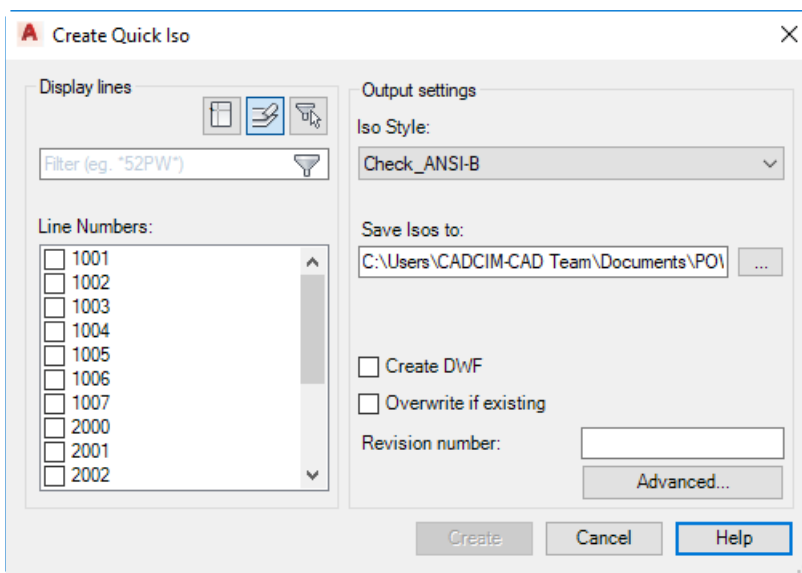 A Create Quick Iso
Display lines
Filter (eg. *52PW*)
Line Numbers:
1001
1002
1003
1004
1005
1006
1007
2000
2001
2002
Output settings
Iso Style:
Check_ANSI-B
Save Isos to:
C:\Users\CADCIM-CAD Team\Documents\PO\
...
Create DWF
Overwrite if existing
Revision number:
Advanced...
Create
Cancel
Help